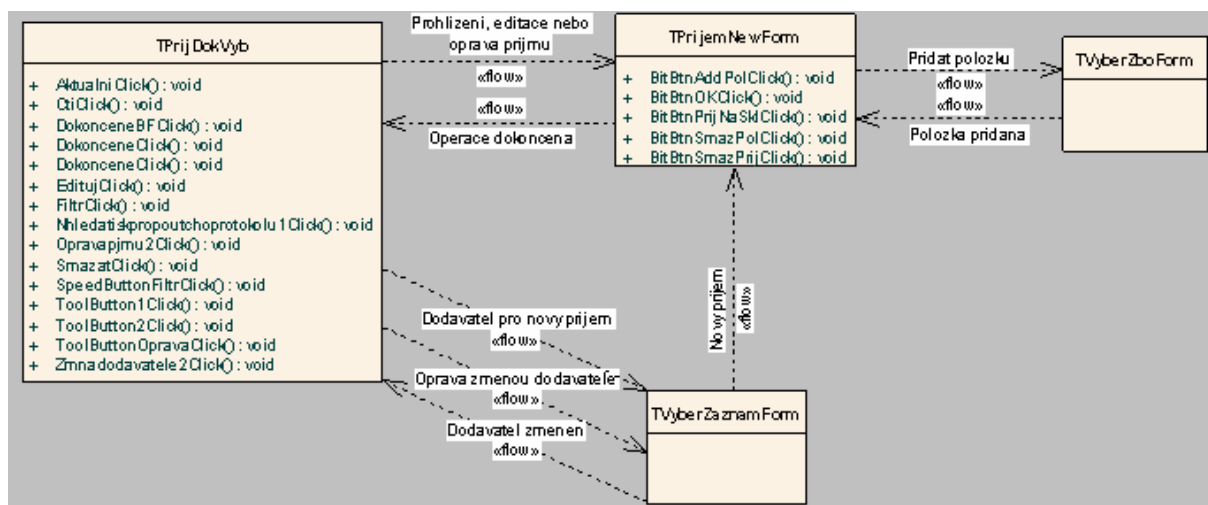 TPrijDokVyb
+ AktualniClick() : void
+ CtiClick() : void
+ DokonceneBFClick() : void
+ DokonceneClick() : void
+ DokonceneClick() : void
+ EditujClick() : void
+ FiltrClick() : void
+ Nhledatiskpropoutchoprotokolu1Click() : void
+ Opravapjmu2Click() : void
+ SmazatClick() : void
+ SpeedButtonFiltrClick() : void
+ ToolButton1Click() : void
+ ToolButton2Click() : void
+ ToolButtonOpravaClick() : void
+ Zmnadodavatele2Click() : void
Prohlizeni, editace nebo
oprava prijmu
«flow»
«flow»
Operace dokoncena
TPrijemNewForm
+ BitBtnAddPolClick() : void
+ BitBtnOKClick() : void
+ BitBtnPrijNaSklClick() : void
+ BitBtnSmazPolClick() : void
+ BitBtnSmazPrijClick() : void
Pridat polozku
«flow»
«flow»
Polozka pridana
TVyberZboForm
Novy prijem
«flow»
Dodavatel pro novy prijem
«flow»
Oprava zmenou dodavatele
«flow»
Dodavatel zmenen
«flow»
TVyberZaznamForm